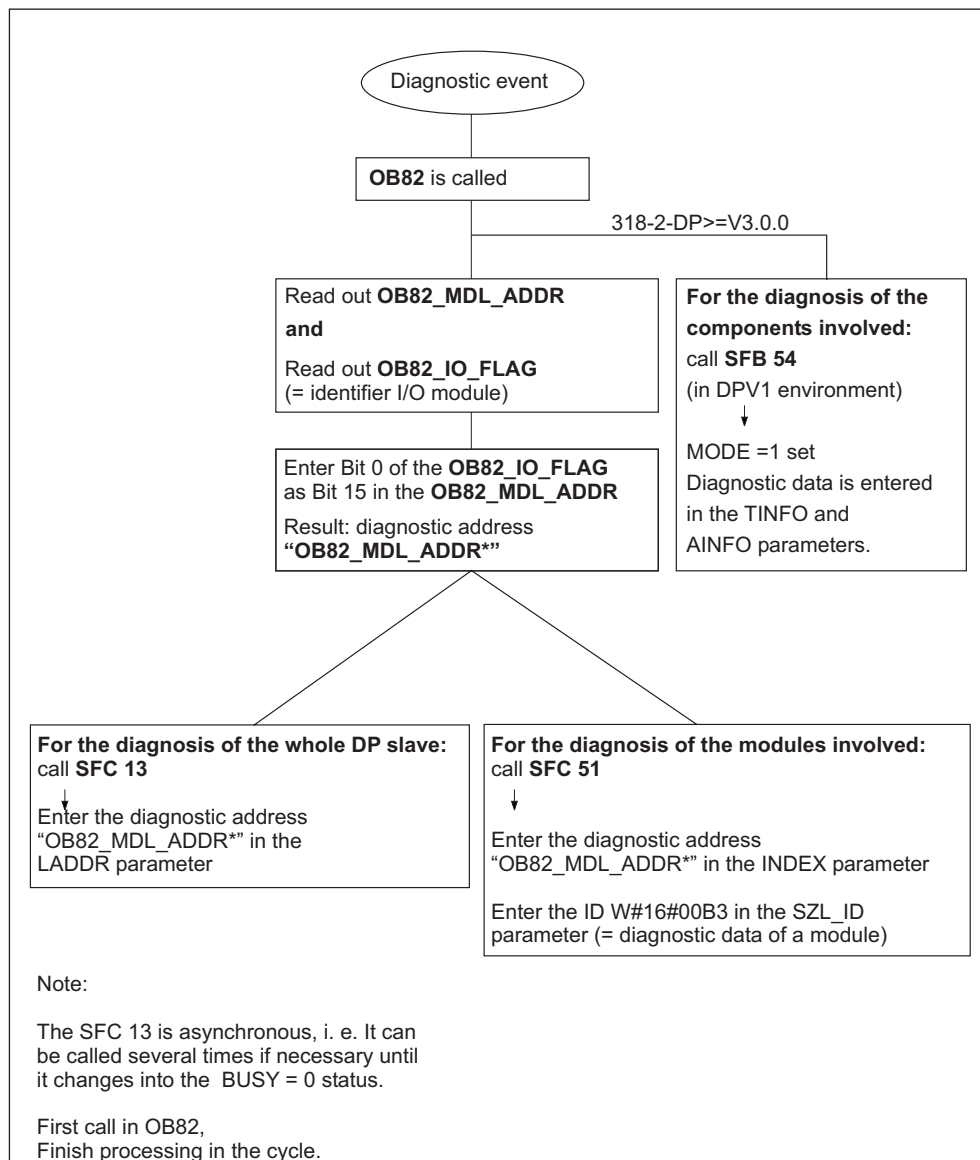 Diagnostic event
OB82 is called
318-2-DP>=V3.0.0
Read out OB82_MDL_ADDR
and
Read out OB82_IO_FLAG
(= identifier I/O module)
For the diagnosis of the
components involved:
call SFB 54
(in DPV1 environment)
MODE =1 set
Diagnostic data is entered
in the TINFO and
AINFO parameters.
Enter Bit 0 of the OB82_IO_FLAG
as Bit 15 in the OB82_MDL_ADDR
Result: diagnostic address
“OB82_MDL_ADDR*”
For the diagnosis of the whole DP slave:
call SFC 13
Enter the diagnostic address
“OB82_MDL_ADDR*” in the
LADDR parameter
For the diagnosis of the modules involved:
call SFC 51
Enter the diagnostic address
“OB82_MDL_ADDR*” in the INDEX parameter
Enter the ID W#16#00B3 in the SZL_ID
parameter (= diagnostic data of a module)
Note:
The SFC 13 is asynchronous, i. e. It can
be called several times if necessary until
it changes into the BUSY = 0 status.
First call in OB82,
Finish processing in the cycle.